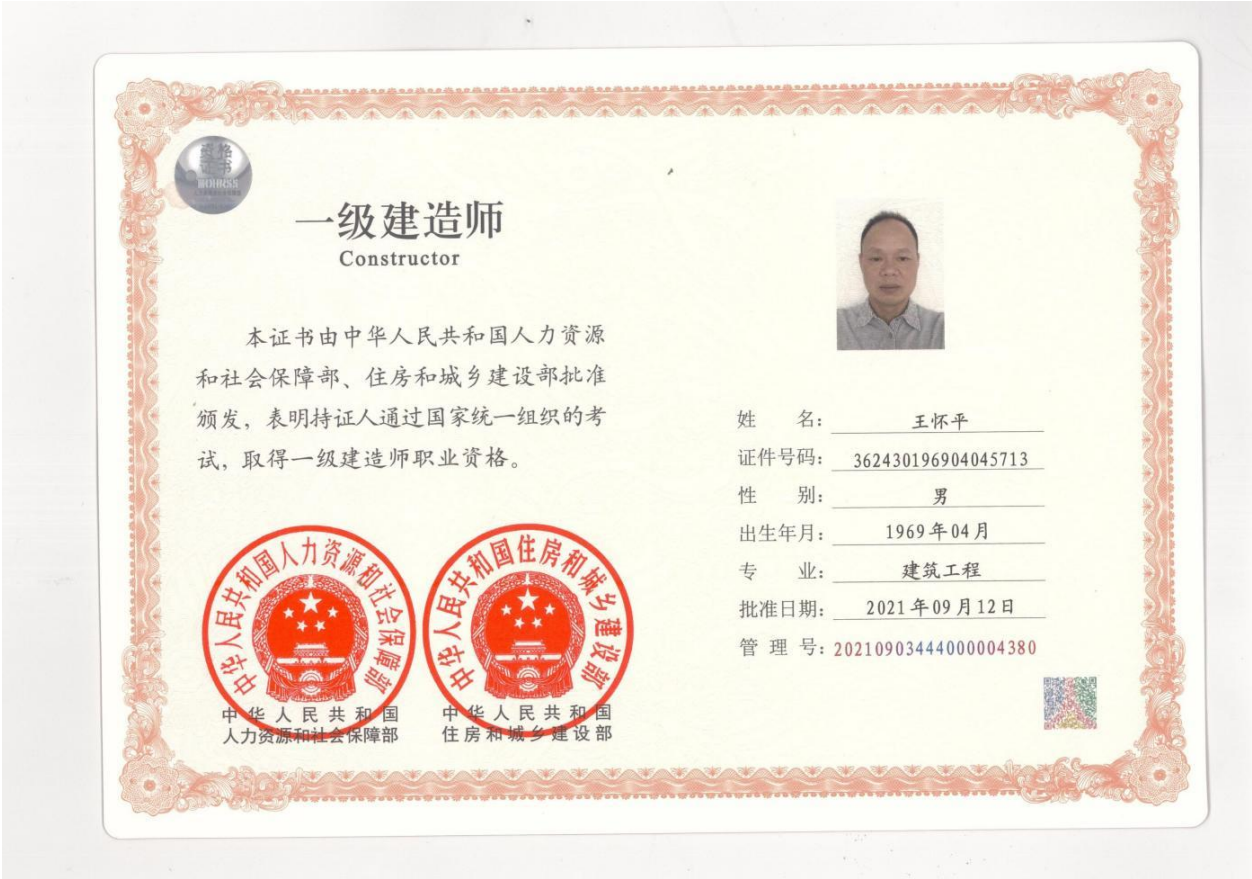 资格
证书
MOHRSS
一级建造师
Constructor
本证书由中华人民共和国人力资源
和社会保障部、住房和城乡建设部批准
颁发，表明持证人通过国家统一组织的考
试，取得一级建造师职业资格。
中华人民共和国人力资源和社会保障部
中华人民共和国住房和城乡建设部
中华人民共和国
人力资源和社会保障部
中华人民共和国
住房和城乡建设部
姓 名： 王怀平
证件号码： 362430196904045713
性 别： 男
出生年月： 1969年04月
专 业： 建筑工程
批准日期： 2021年09月12日
管 理 号：20210903444000004380